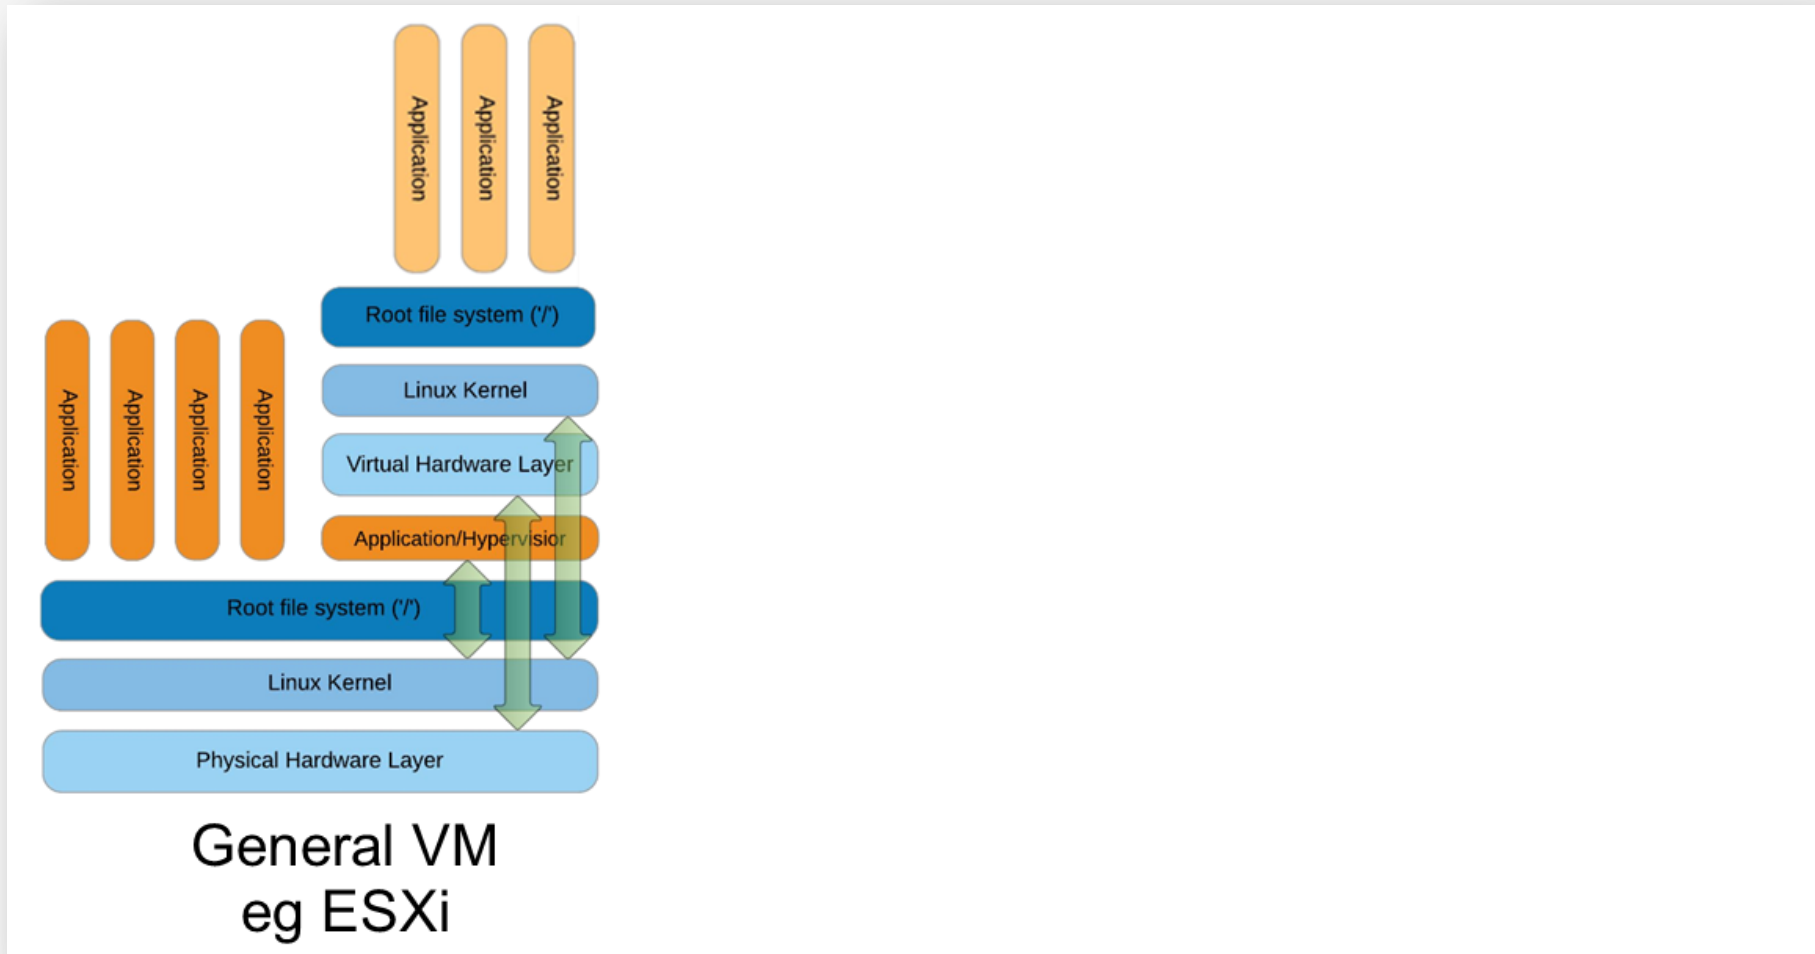 Application
Application
Application
Root file system ('/')
Linux Kernel
Virtual Hardware Layer
Application/Hypervisior
Application
Application
Application
Application
Root file system ('/')
Linux Kernel
Physical Hardware Layer
General VM
eg ESXi